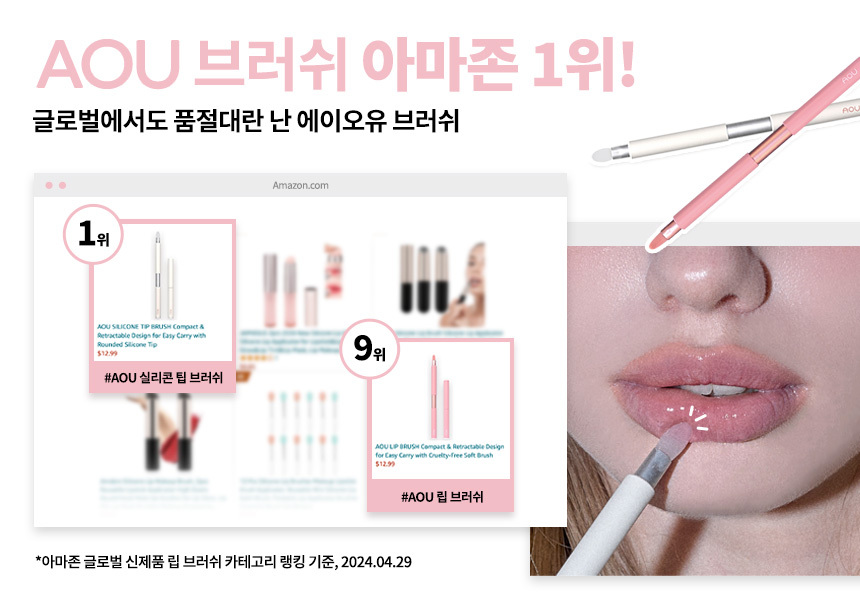 AOU 브러쉬 아마존 1위!
글로벌에서도 품절대란 난 에이오유 브러쉬
AOU
AOU
Amazon.com
1위
AOU SILICONE TIP BRUSH Compact &
Retractable Design for Easy Carry with
Rounded Silicone Tip
$12.99
#AOU 실리콘 팁 브러쉬
9위
AOU LIP BRUSH Compact & Retractable Design
for Easy Carry with Cruelty-Free Soft Brush
$12.99
#AOU 립 브러쉬
*아마존 글로벌 신제품 립 브러쉬 카테고리 랭킹 기준, 2024.04.29